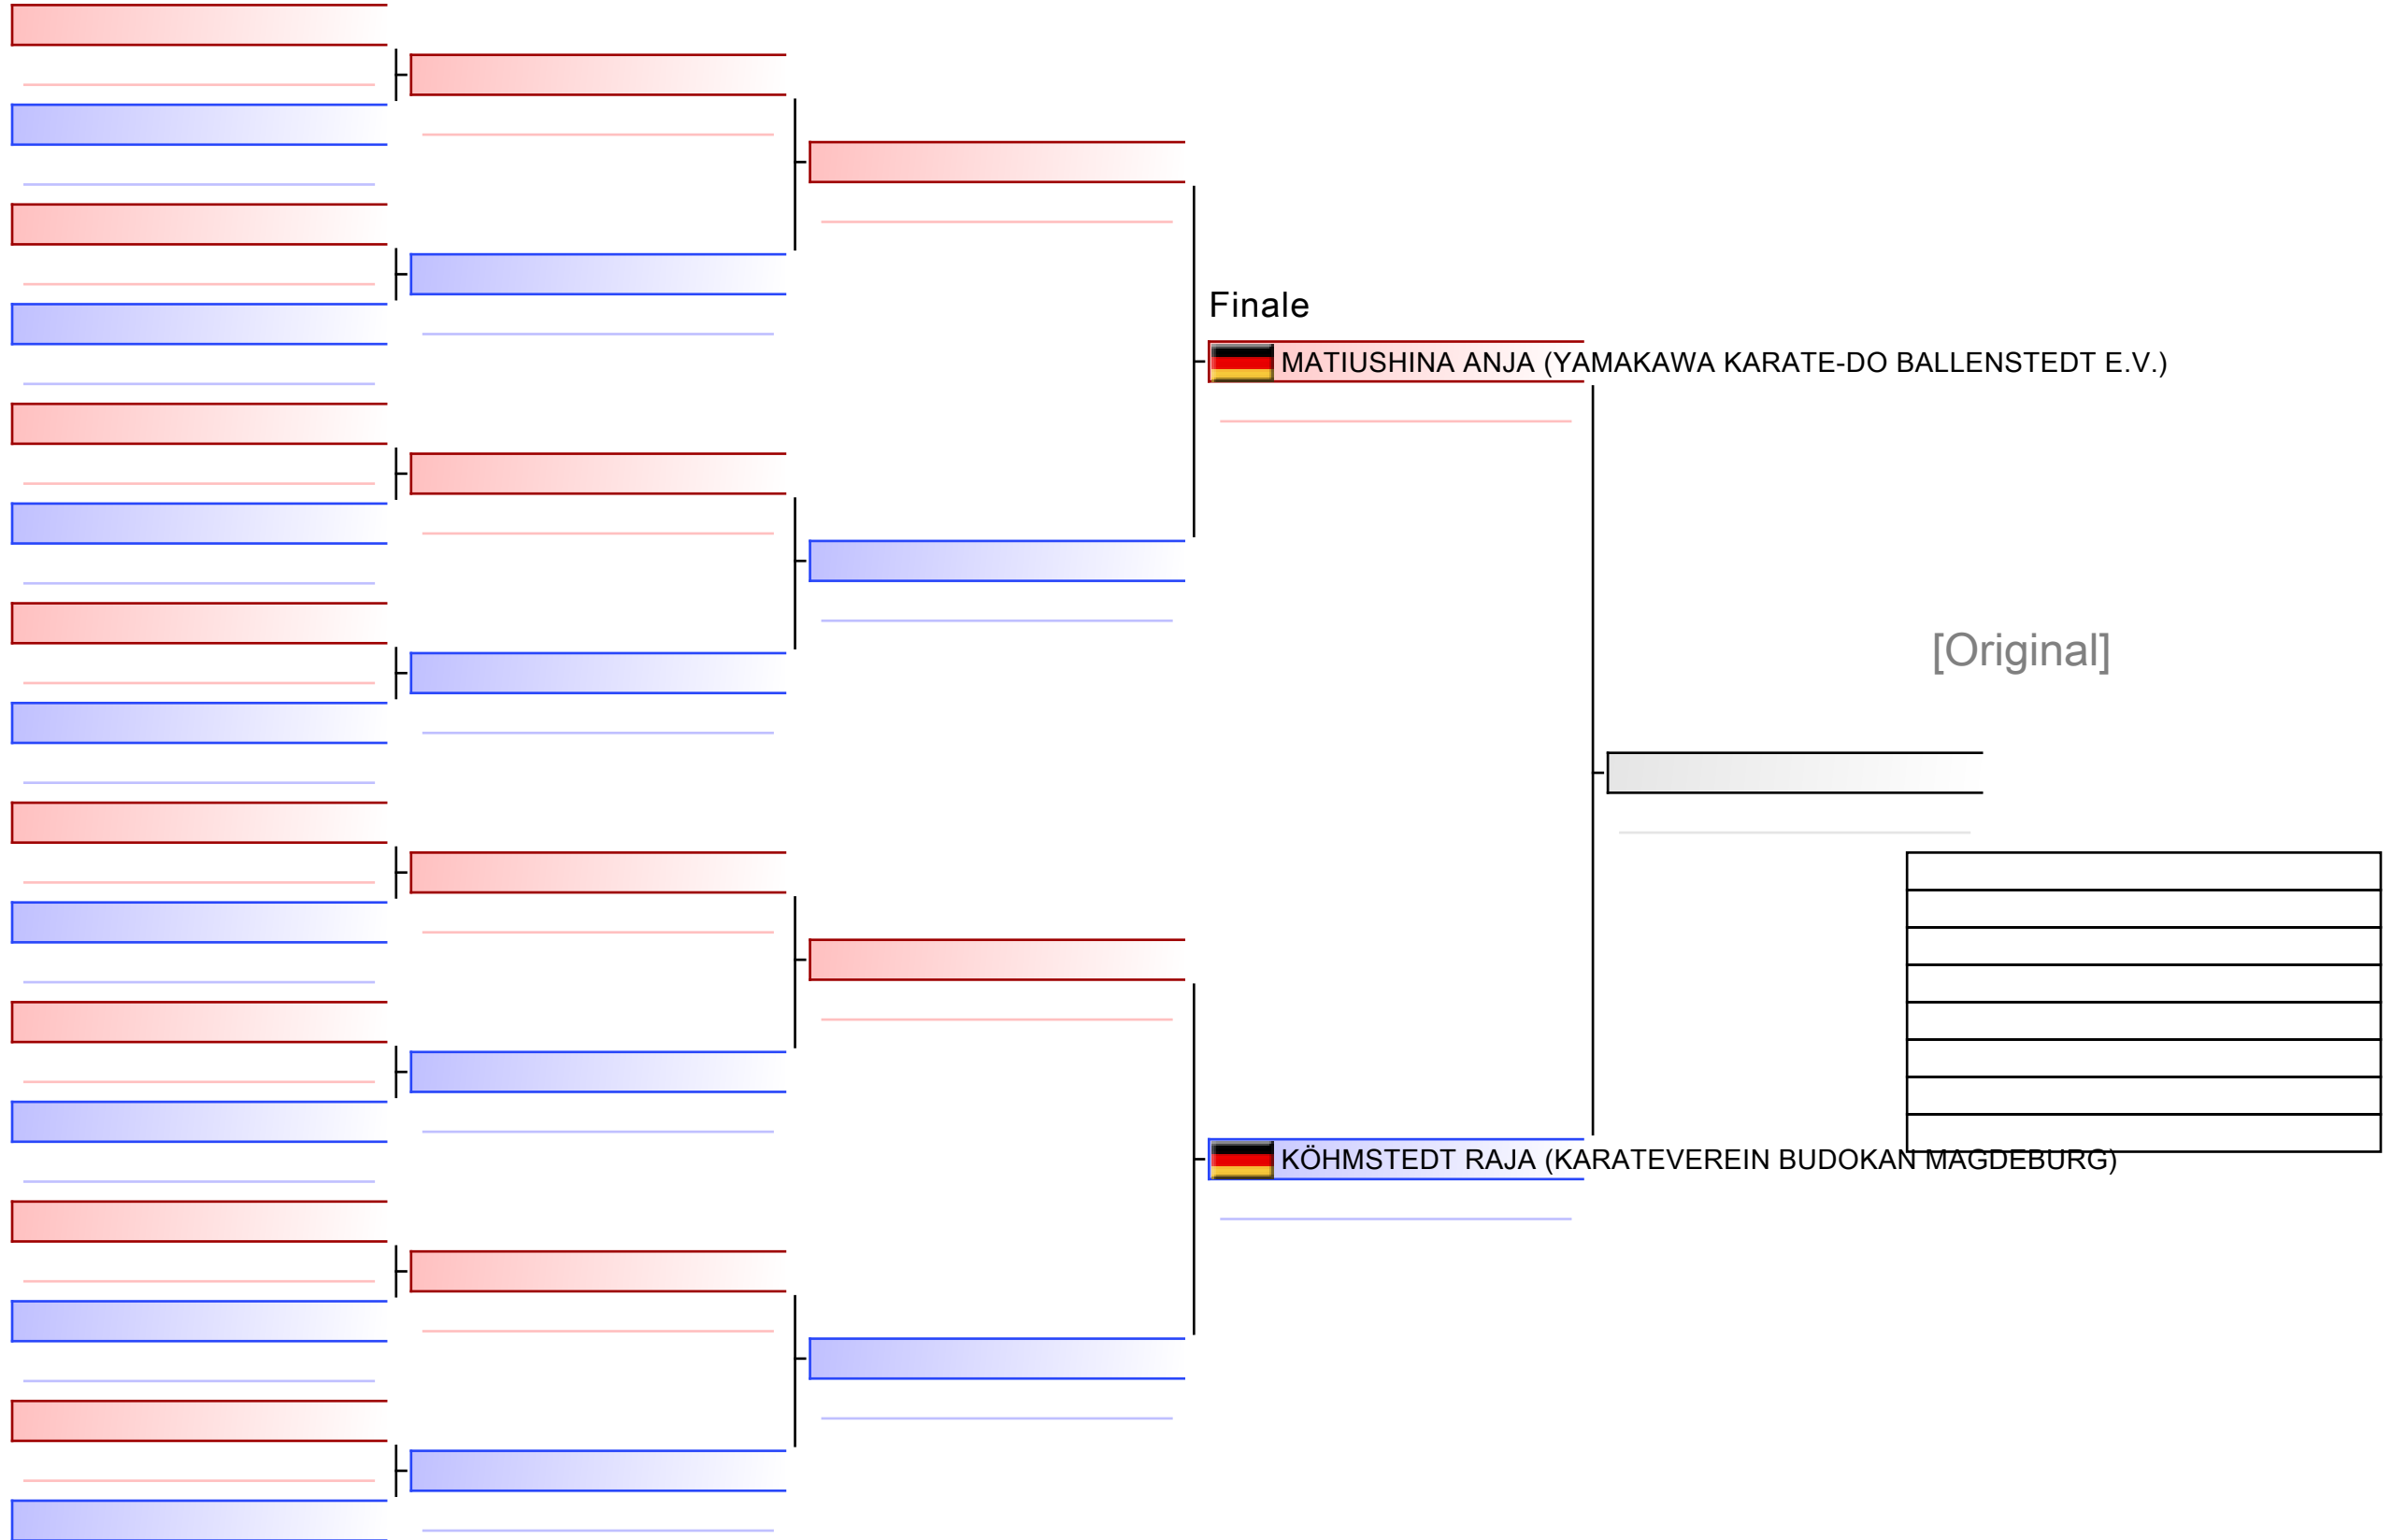 Finale
MATIUSHINA ANJA (YAMAKAWA KARATE-DO BALLENSTEDT E.V.)
[Original]
KÖHMSTEDT RAJA (KARATEVEREIN BUDOKAN MAGDEBURG)